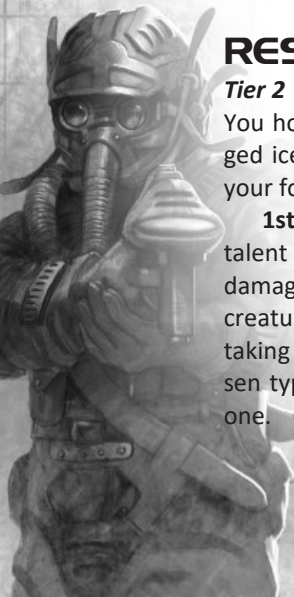 RES
Tier 2
You ho
ged ice
your fo
1st
talent
damag
creatu
taking
sen typ
one.